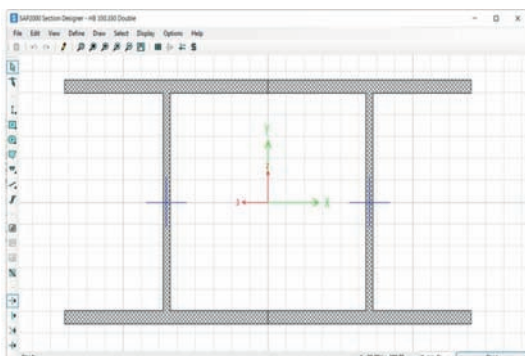 SAP2000 Section Designer - HB 100.100 Double
File Edit View Define Draw Select Display Options Help
Y
2
3
X